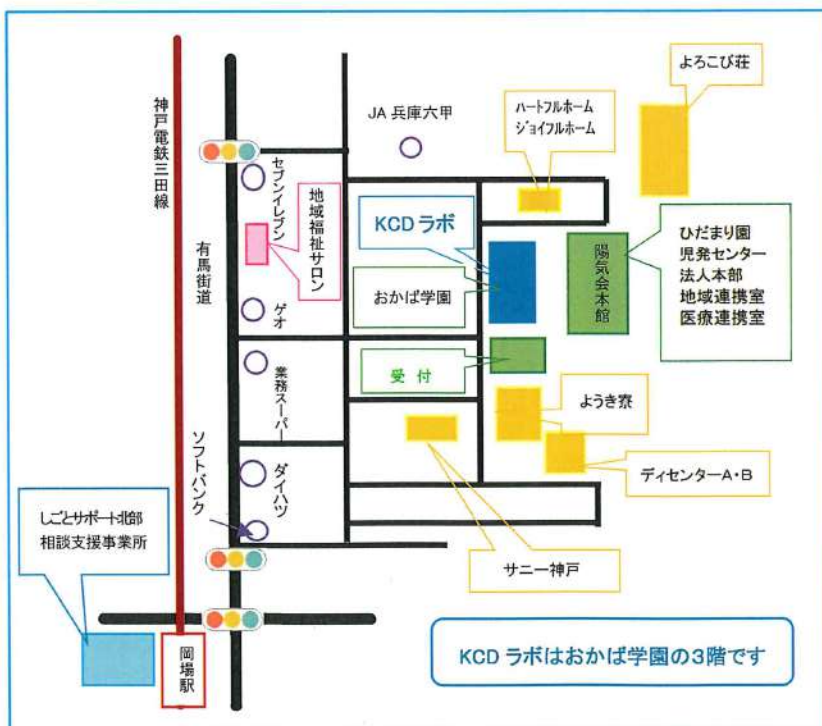 よろこび荘
神戸電鉄三田線
JA 兵庫六甲
ハートフルホーム
ジョイフルホーム
セブンイレブン
地域福祉サロン
KCD ラボ
おかば学園
陽気会本館
ひだまり園
児発センター
法人本部
地域連携室
医療連携室
有馬街道
ゲオ
受 付
業務スーパー
ようき寮
ソフトバンク
ダイハツ
ディセンターA・B
しごとサポート北部
相談支援事業所
サニー神戸
岡場駅
KCD ラボはおかば学園の3階です